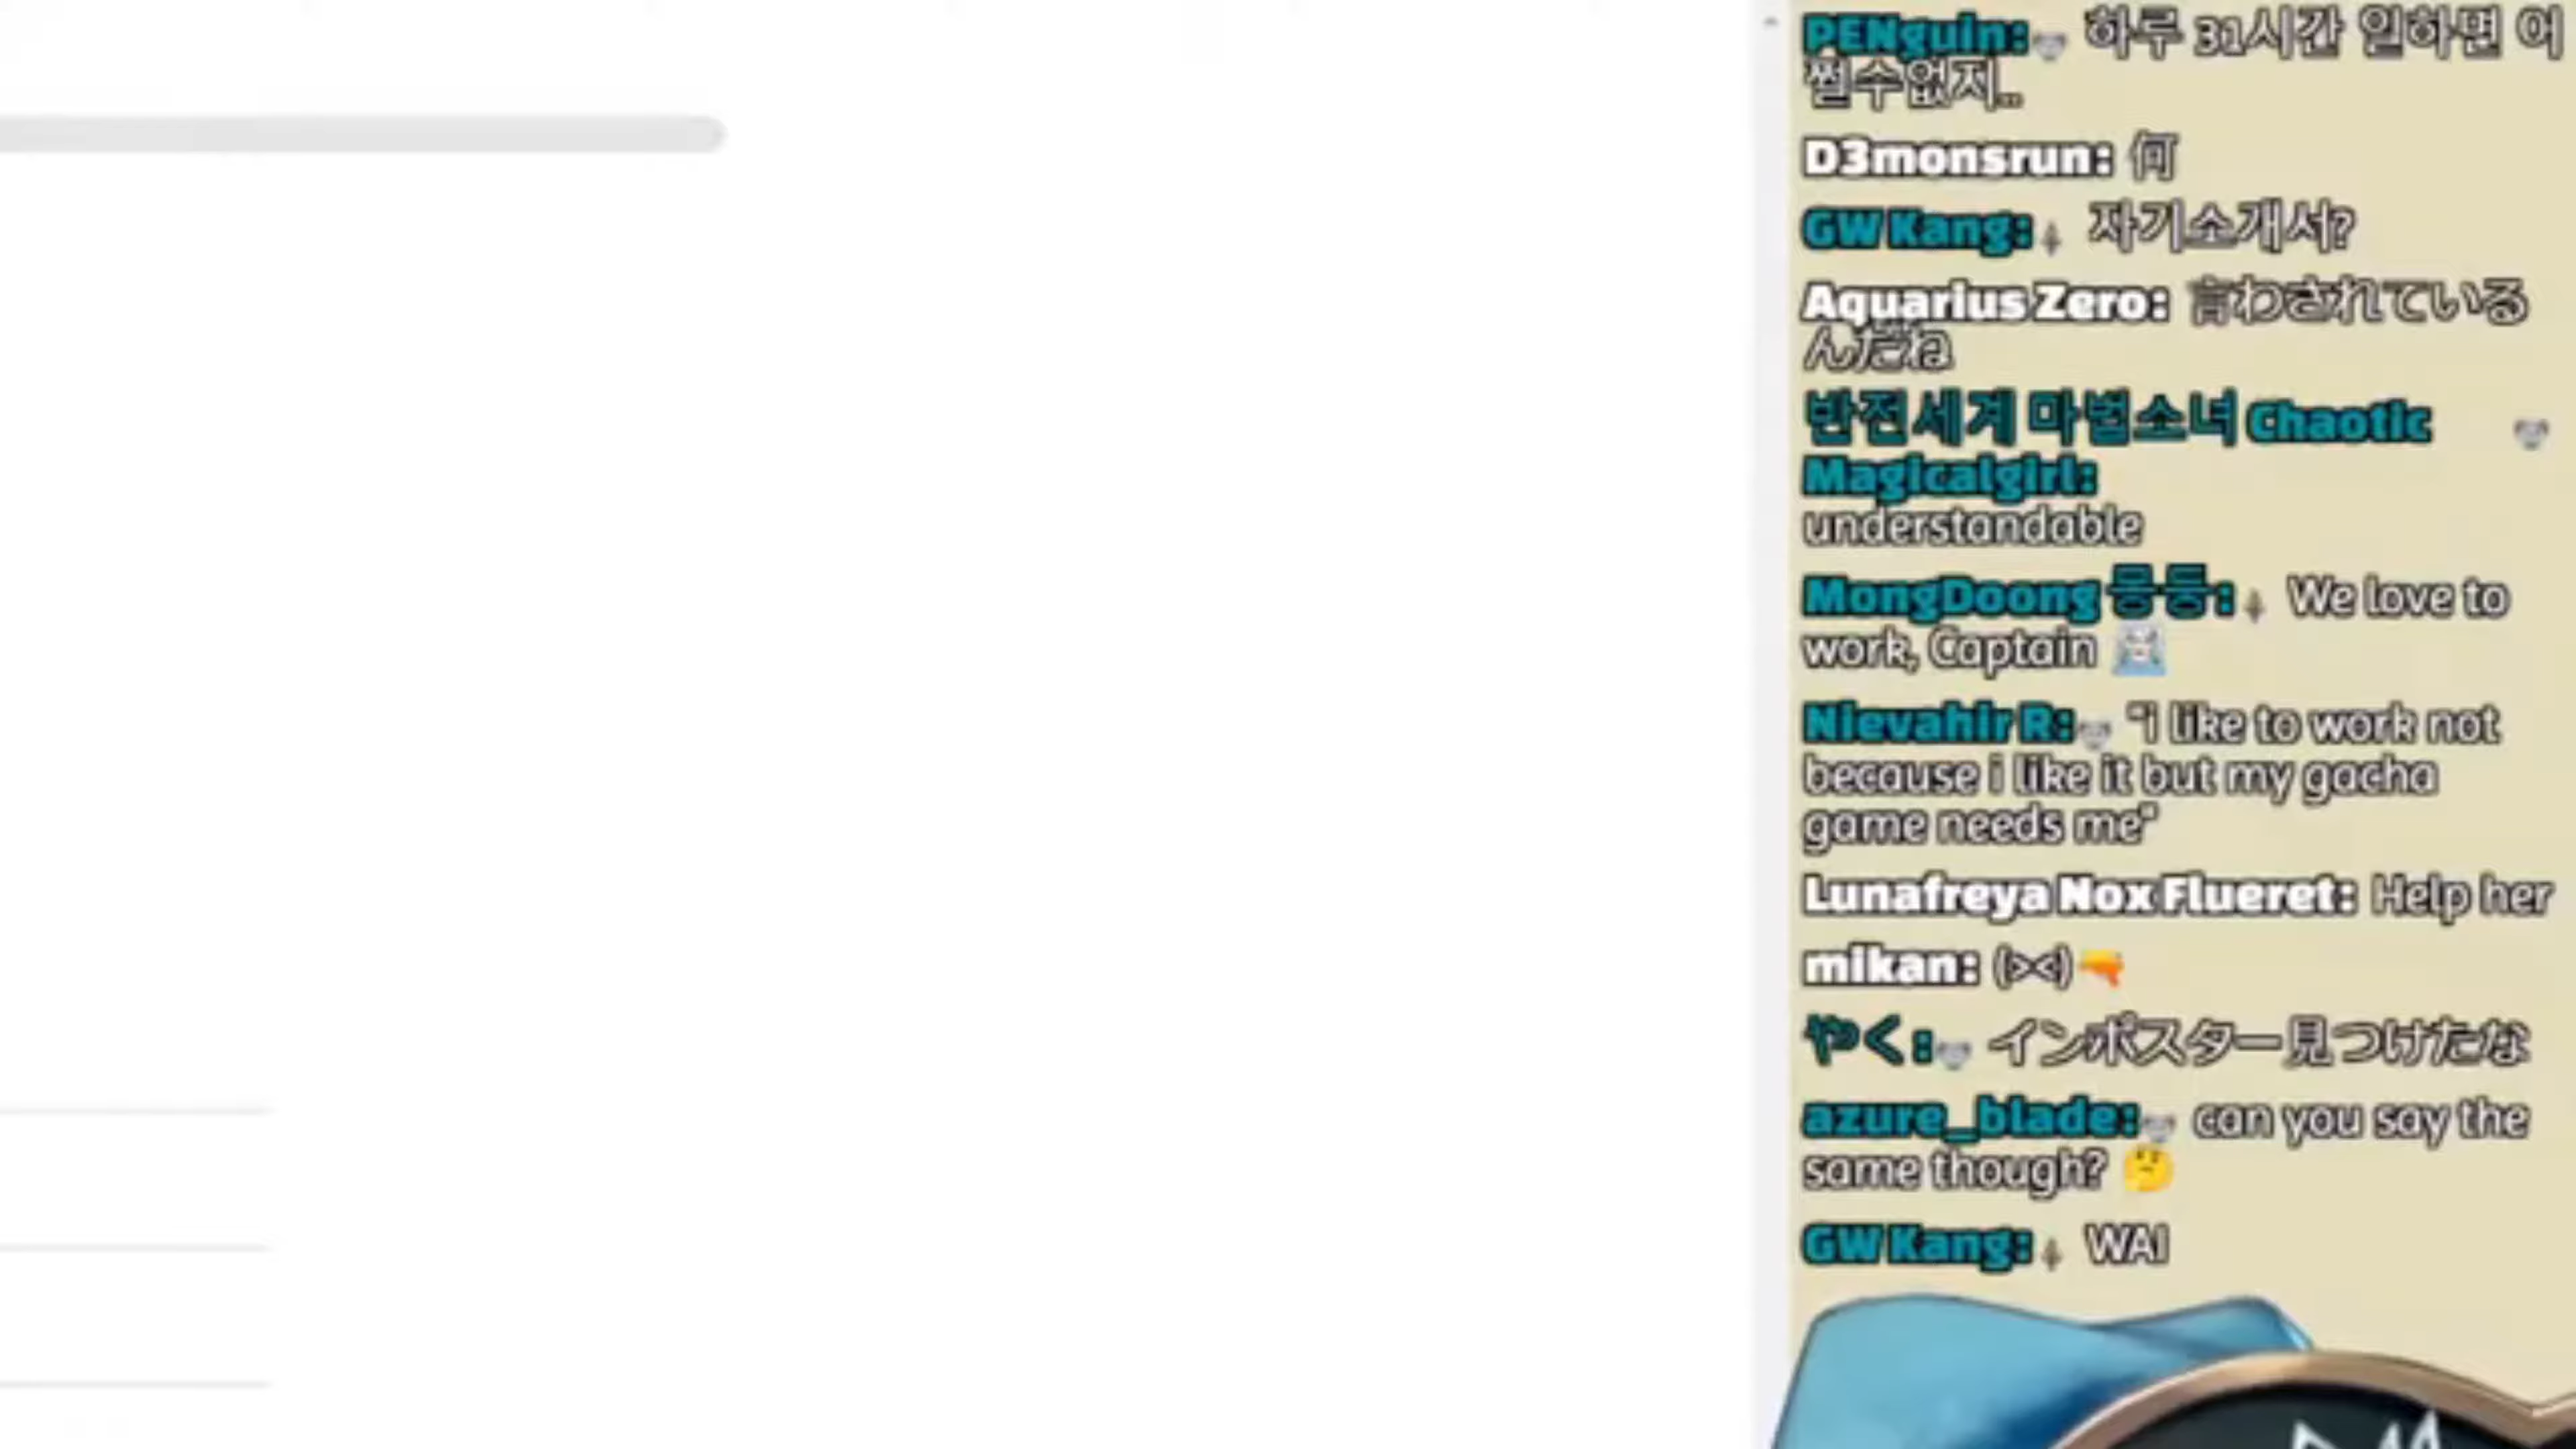 PENguin: 하루 31시간 일하면 어
쩔수없지..
D3monsrun: 何
GW Kang: 자기소개서?
Aquarius Zero: 言わされている
んだね
반전세계 마법소녀 Chaotic
Magicalgirl:
understandable
MongDoong 몽둥: We love to
work, Captain
Nievahir R: "i like to work not
because i like it but my gacha
game needs me"
Lunafreya Nox Flueret: Help her
mikan: (><)🔫
やく: インポスター見つけたな
azure_blade: can you say the
same though? 🤔
GW Kang: WAI